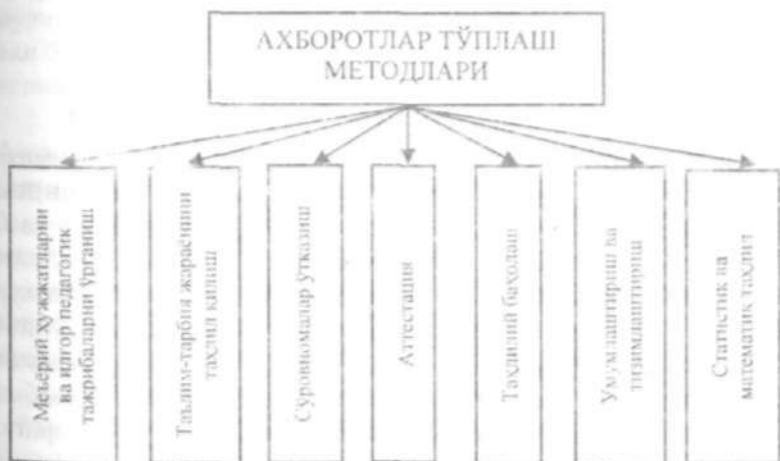 АХБОРОТЛАР ТЎПЛАШ
МЕТОДЛАРИ
Меъёрий ҳужжатларни
ва илғор педагогик
тажрибаларни ўрганиш
Таълим-тарбия жараёнини
таҳлил қилиш
Сўровномалар ўтказиш
Аттестация
Таҳлилий баҳолаш
Умумлаштириш ва
тизимлаштириш
Статистик ва
математик таҳлил